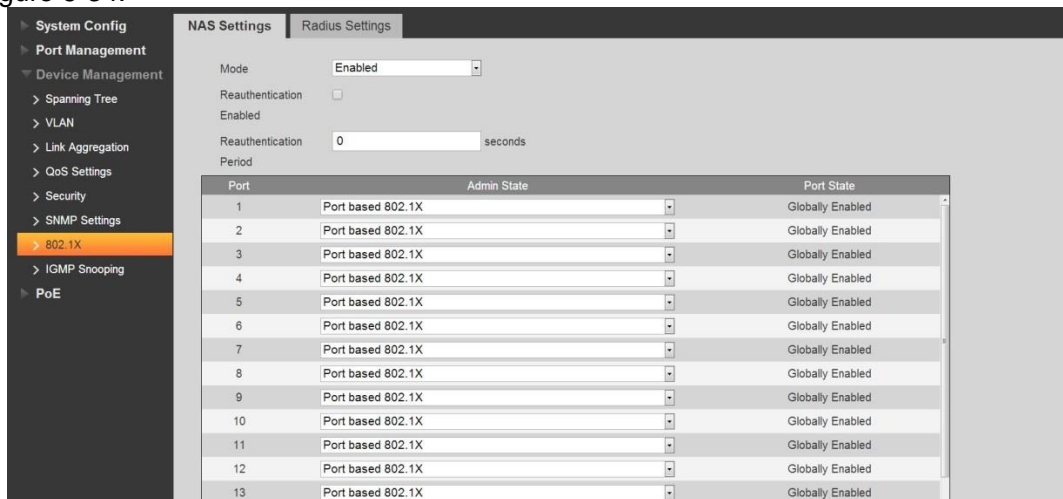 System Config
Port Management
Device Management
> Spanning Tree
> VLAN
> Link Aggregation
> QoS Settings
> Security
> SNMP Settings
> 802.1X
> IGMP Snooping
PoE
NAS Settings Radius Settings
Mode Enabled
Reauthentication
Enabled
Reauthentication 0 seconds
Period
Port Admin State Port State
1 Port based 802.1X Globally Enabled
2 Port based 802.1X Globally Enabled
3 Port based 802.1X Globally Enabled
4 Port based 802.1X Globally Enabled
5 Port based 802.1X Globally Enabled
6 Port based 802.1X Globally Enabled
7 Port based 802.1X Globally Enabled
8 Port based 802.1X Globally Enabled
9 Port based 802.1X Globally Enabled
10 Port based 802.1X Globally Enabled
11 Port based 802.1X Globally Enabled
12 Port based 802.1X Globally Enabled
13 Port based 802.1X Globally Enabled